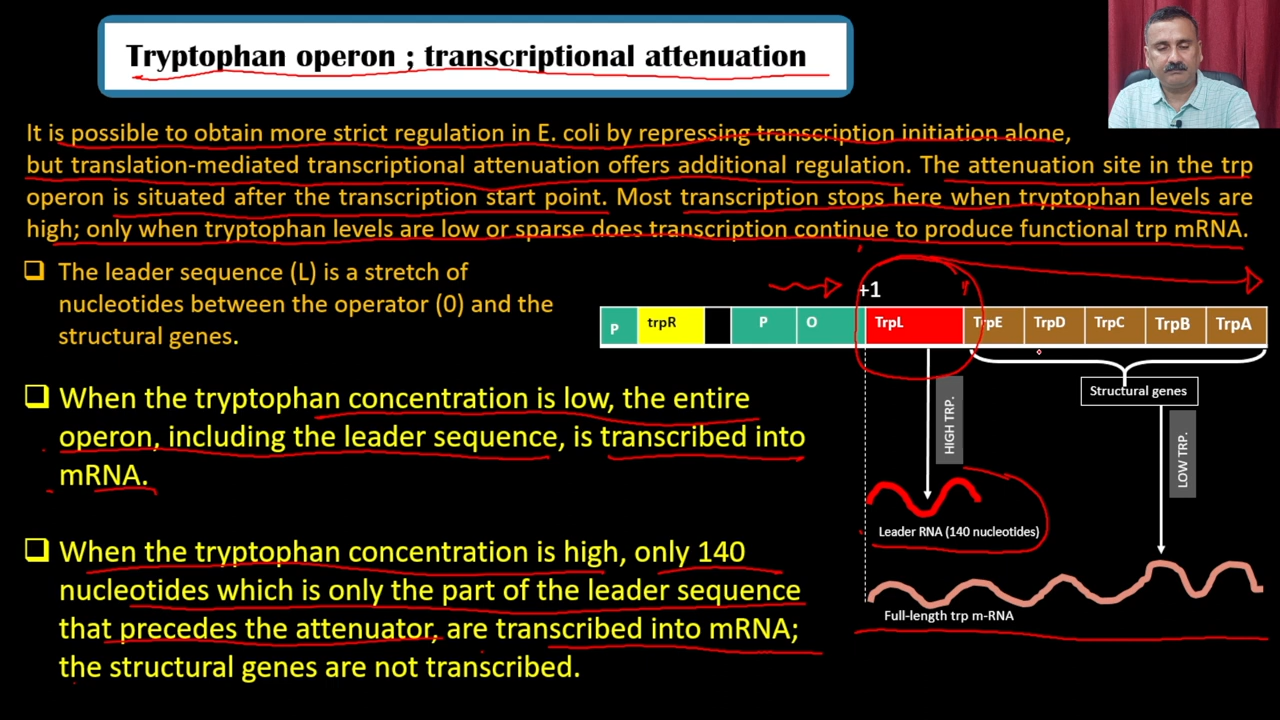 Tryptophan operon ; transcriptional attenuation
It is possible to obtain more strict regulation in E. coli by repressing transcription initiation alone,
but translation-mediated transcriptional attenuation offers additional regulation. The attenuation site in the trp
operon is situated after the transcription start point. Most transcription stops here when tryptophan levels are
high; only when tryptophan levels are low or sparse does transcription continue to produce functional trp mRNA.
❑ The leader sequence (L) is a stretch of
nucleotides between the operator (0) and the
structural genes.
❑ When the tryptophan concentration is low, the entire
operon, including the leader sequence, is transcribed into
mRNA.
❑ When the tryptophan concentration is high, only 140
nucleotides which is only the part of the leader sequence
that precedes the attenuator, are transcribed into mRNA;
the structural genes are not transcribed.
+1
P trpR P O TrpL TrpE TrpD TrpC TrpB TrpA
Structural genes
HIGH TRP.
LOW TRP.
Leader RNA (140 nucleotides)
Full-length trp m-RNA